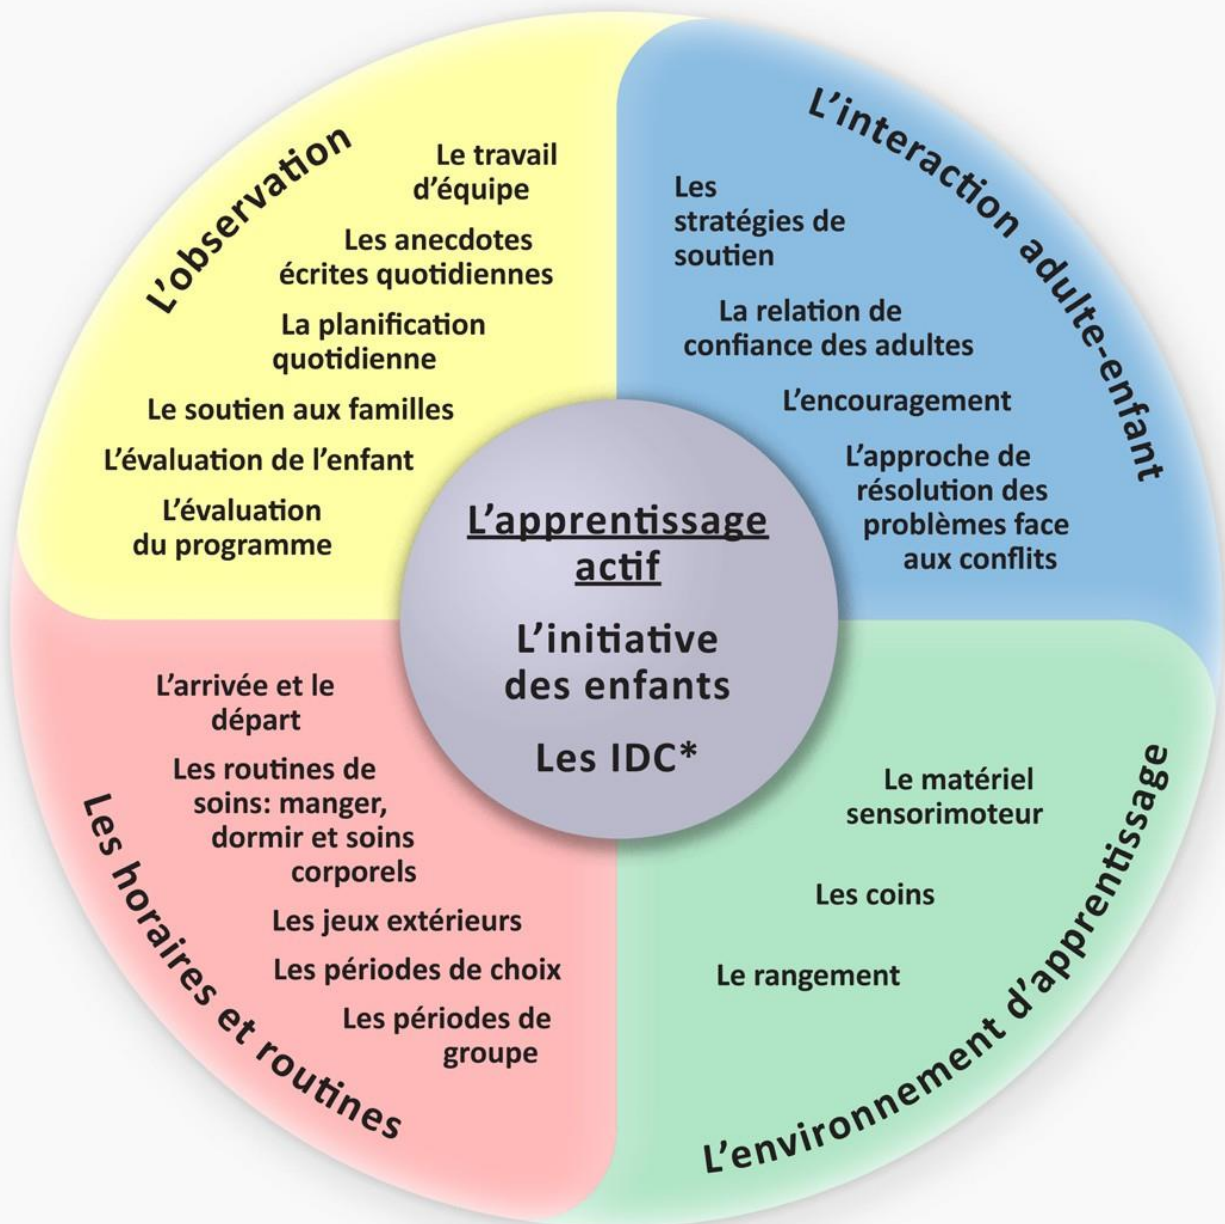 L'observation
Le travail
d'équipe
Les anecdotes
écrites quotidiennes
La planification
quotidienne
Le soutien aux familles
L'évaluation de l'enfant
L'évaluation
du programme
L'interaction adulte-enfant
Les
stratégies de
soutien
La relation de
confiance des adultes
L'encouragement
L'approche de
résolution des
problèmes face
aux conflits
L'apprentissage
actif
L'initiative
des enfants
Les IDC*
Les horaires et routines
L'arrivée et le
départ
Les routines de
soins: manger,
dormir et soins
corporels
Les jeux extérieurs
Les périodes de choix
Les périodes de
groupe
L'environnement d'apprentissage
Le matériel
sensorimoteur
Les coins
Le rangement